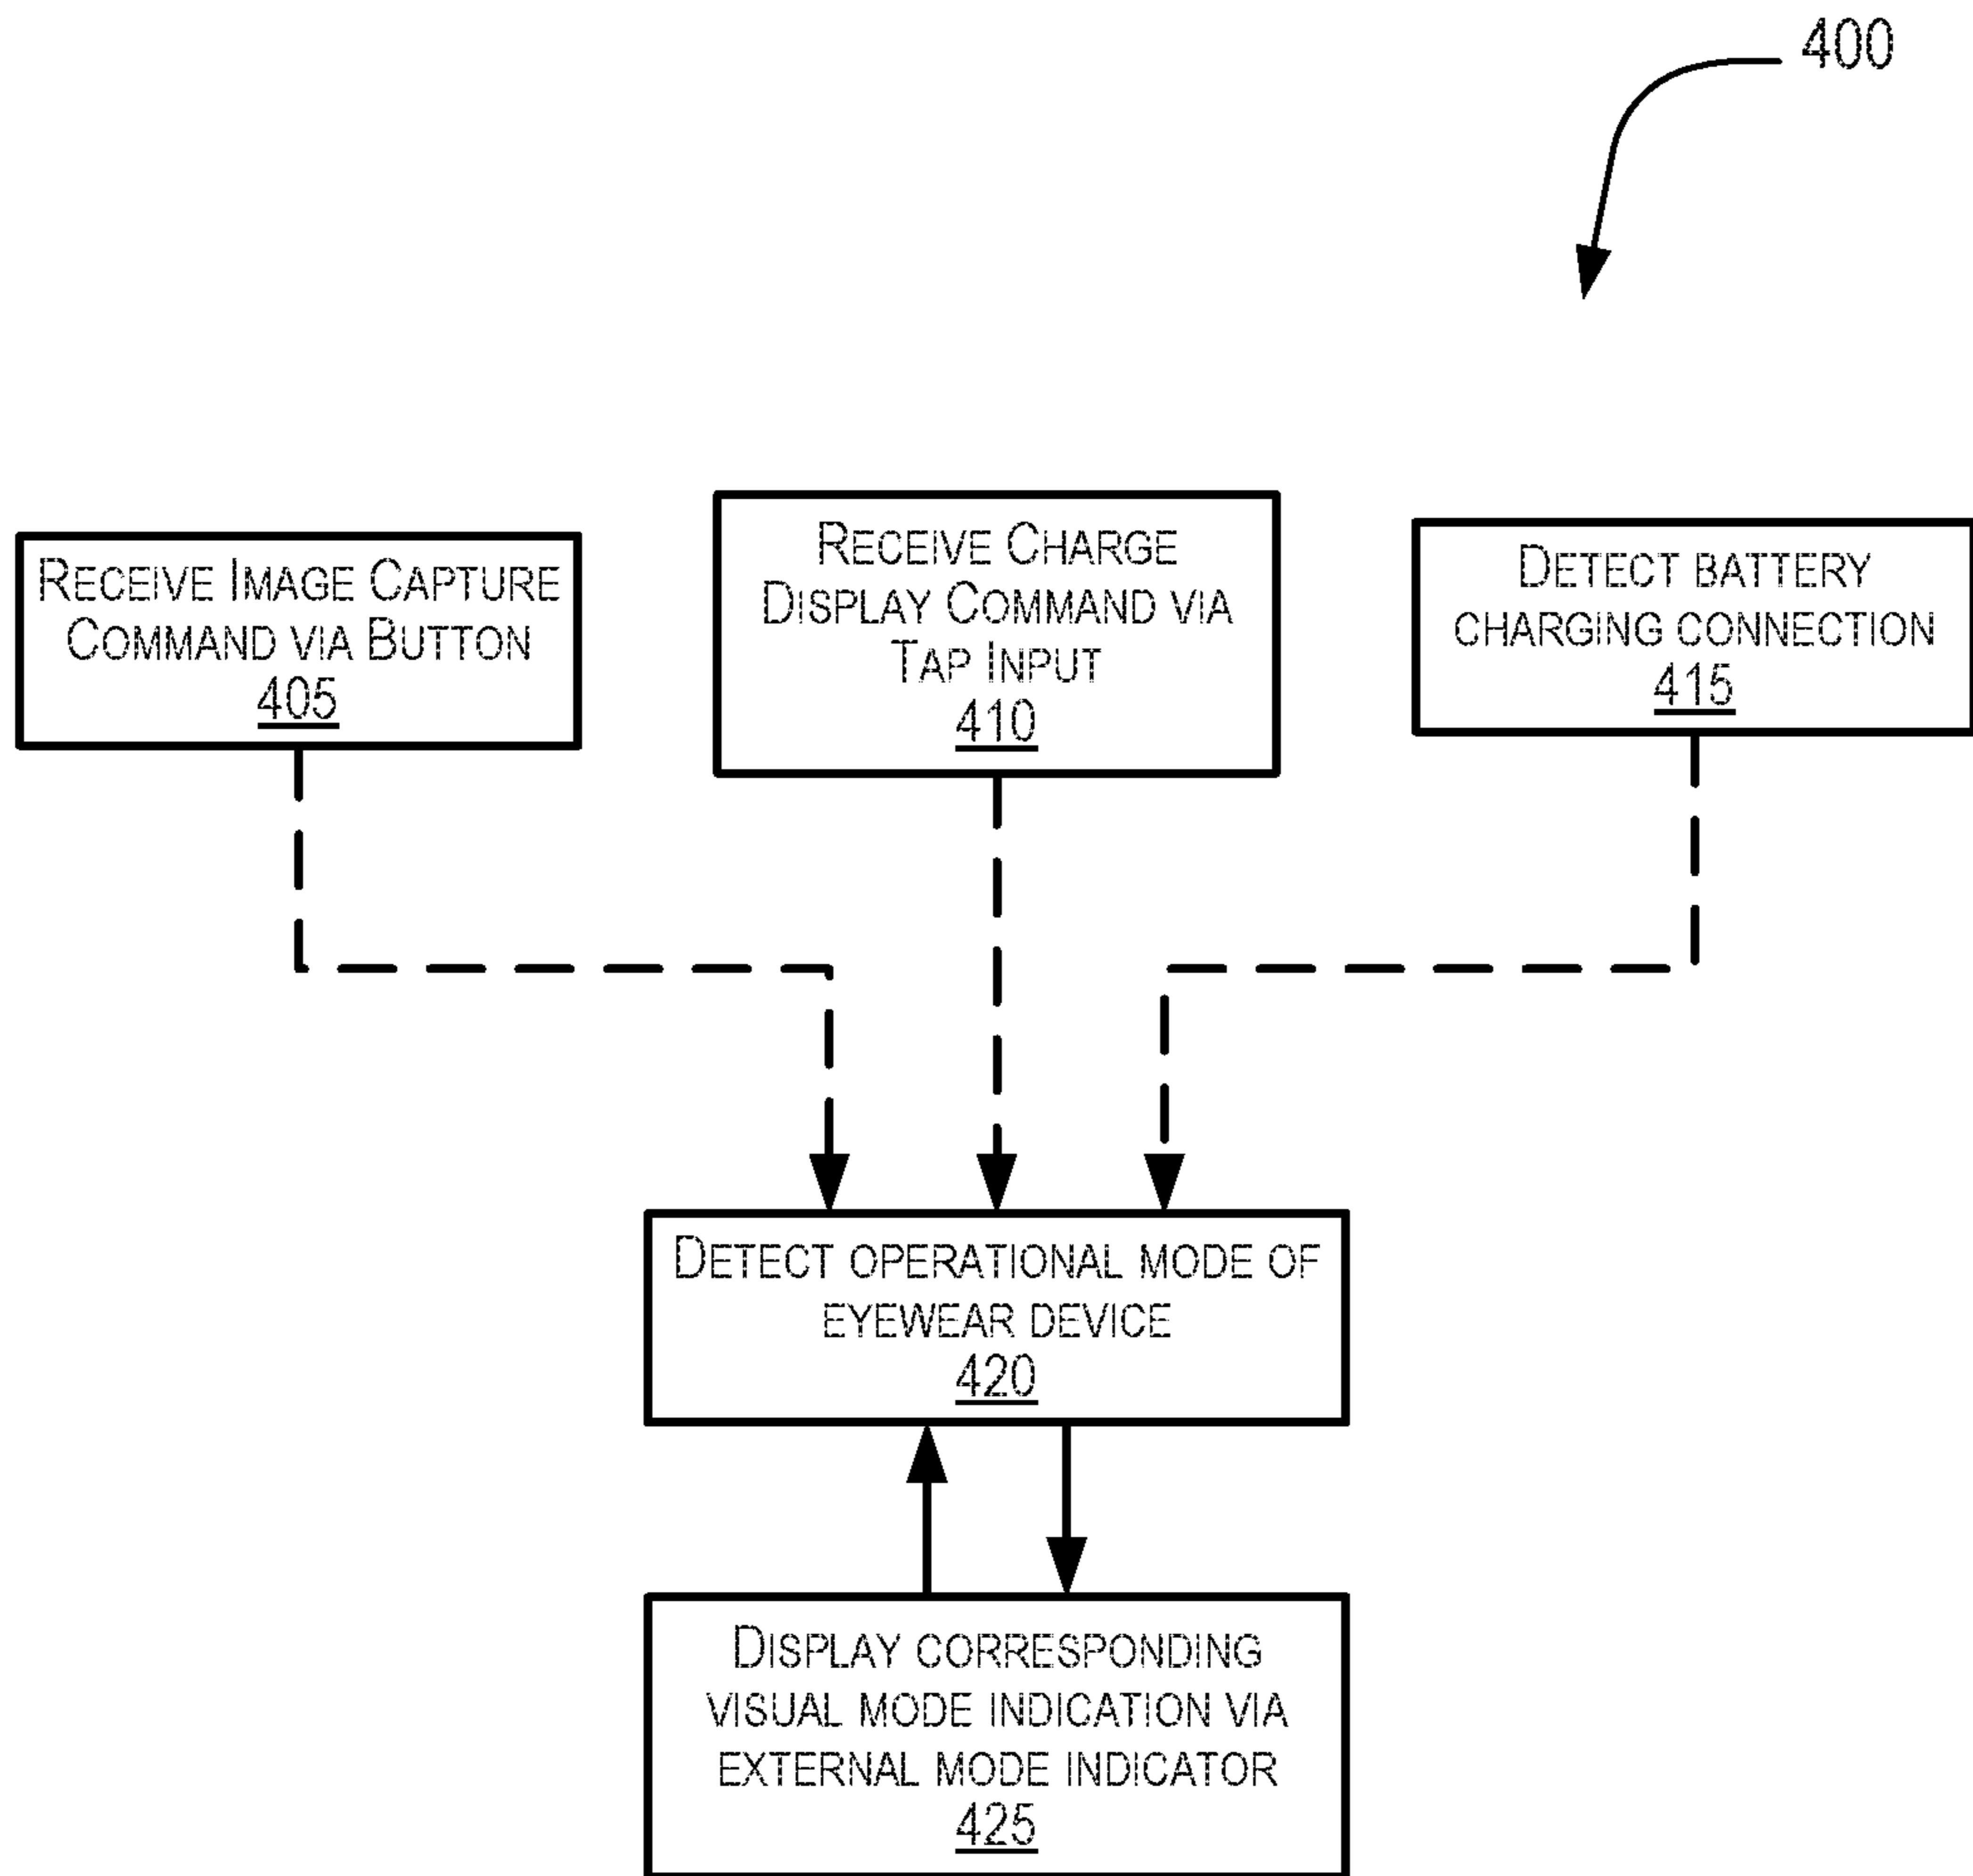 400
RECEIVE IMAGE CAPTURE
COMMAND VIA BUTTON
405
RECEIVE CHARGE
DISPLAY COMMAND VIA
TAP INPUT
410
DETECT BATTERY
CHARGING CONNECTION
415
DETECT OPERATIONAL MODE OF
EYEWEAR DEVICE
420
DISPLAY CORRESPONDING
VISUAL MODE INDICATION VIA
EXTERNAL MODE INDICATOR
425